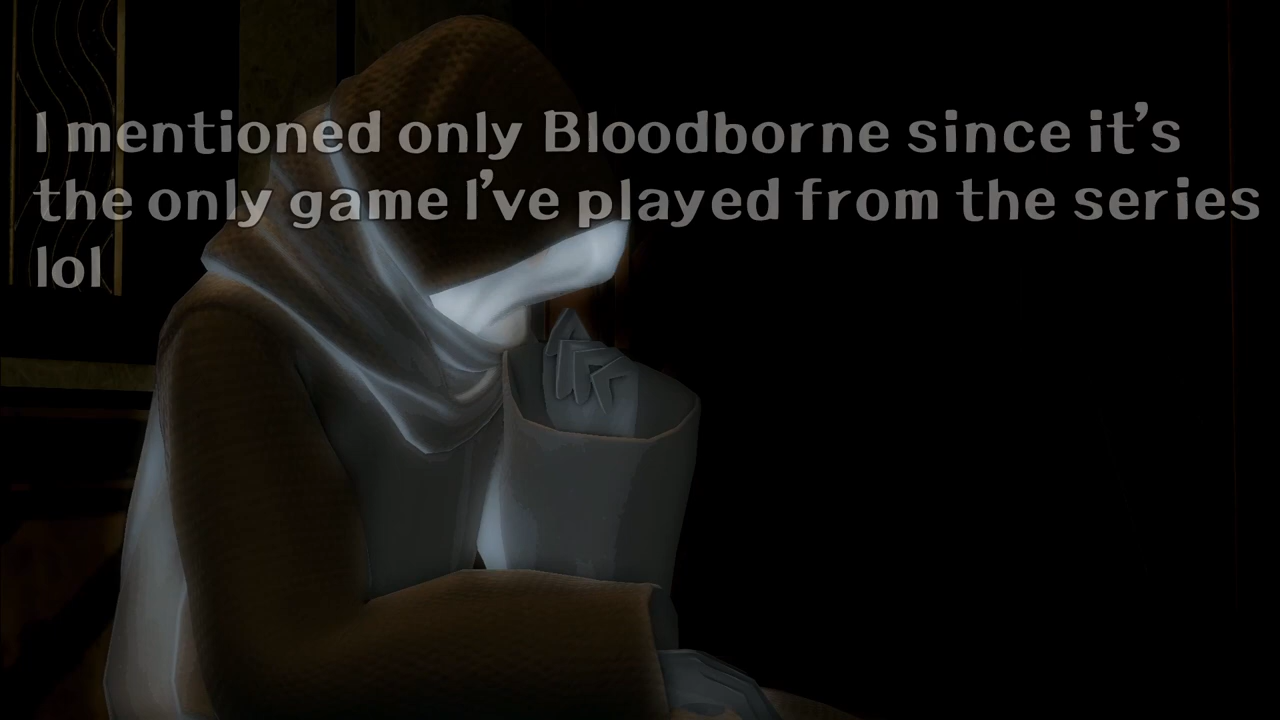 I mentioned only Bloodborne since it's
the only game I've played from the series
lol